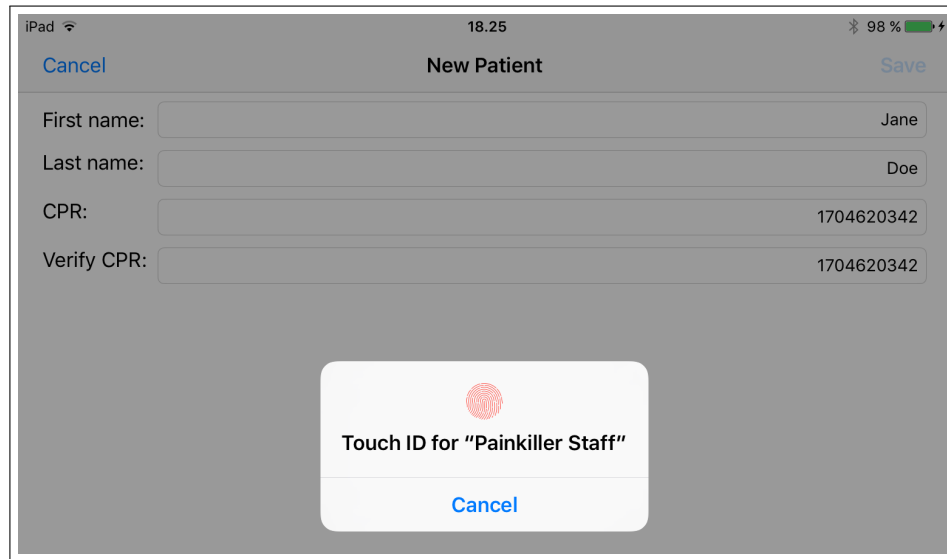 iPad 18.25 98 %
Cancel New Patient Save
First name: Jane
Last name: Doe
CPR: 1704620342
Verify CPR: 1704620342
Touch ID for “Painkiller Staff”
Cancel